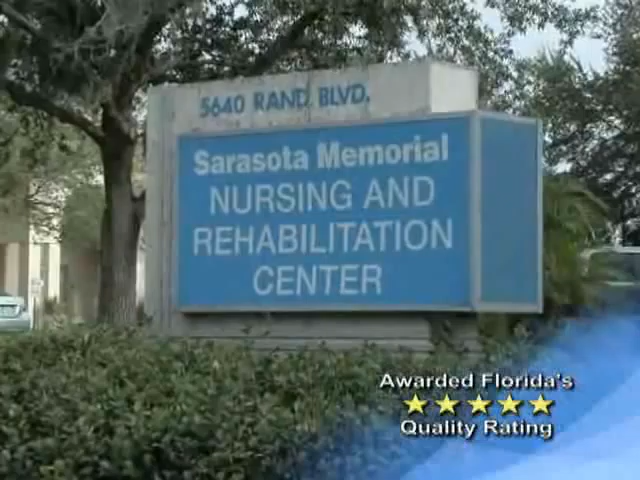 5640 RAND BLVD.
Sarasota Memorial
NURSING AND
REHABILITATION
CENTER
Awarded Florida's
Quality Rating